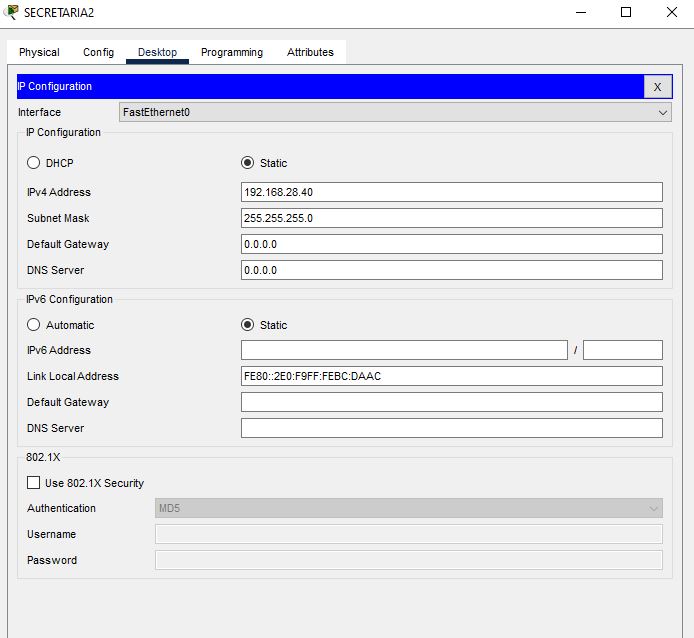 SECRETARIA2
Physical Config Desktop Programming Attributes
IP Configuration X
Interface FastEthernet0
IP Configuration
DHCP Static
IPv4 Address 192.168.28.40
Subnet Mask 255.255.255.0
Default Gateway 0.0.0.0
DNS Server 0.0.0.0
IPv6 Configuration
Automatic Static
IPv6 Address /
Link Local Address FE80::2E0:F9FF:FEBC:DAAC
Default Gateway
DNS Server
802.1X
Use 802.1X Security
Authentication MD5
Username
Password